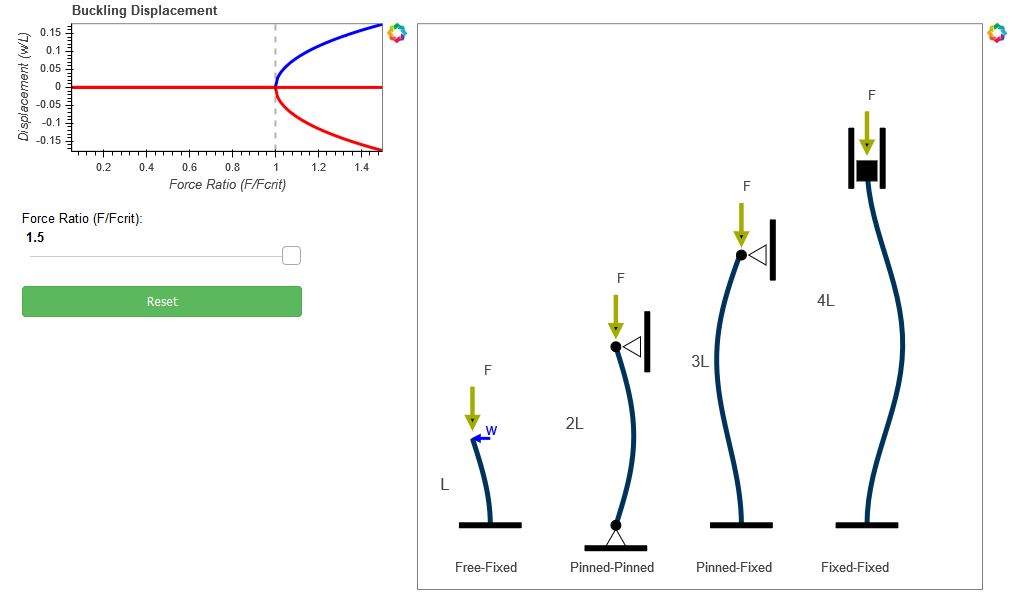 Buckling Displacement
Displacement (w/L)
0.15
0.1
0.05
0
-0.05
-0.1
-0.15
0.2 0.4 0.6 0.8 1 1.2 1.4
Force Ratio (F/Fcrit)
Force Ratio (F/Fcrit):
1.5
Reset
F
F
F
F
w
L
2L
3L
4L
Free-Fixed Pinned-Pinned Pinned-Fixed Fixed-Fixed